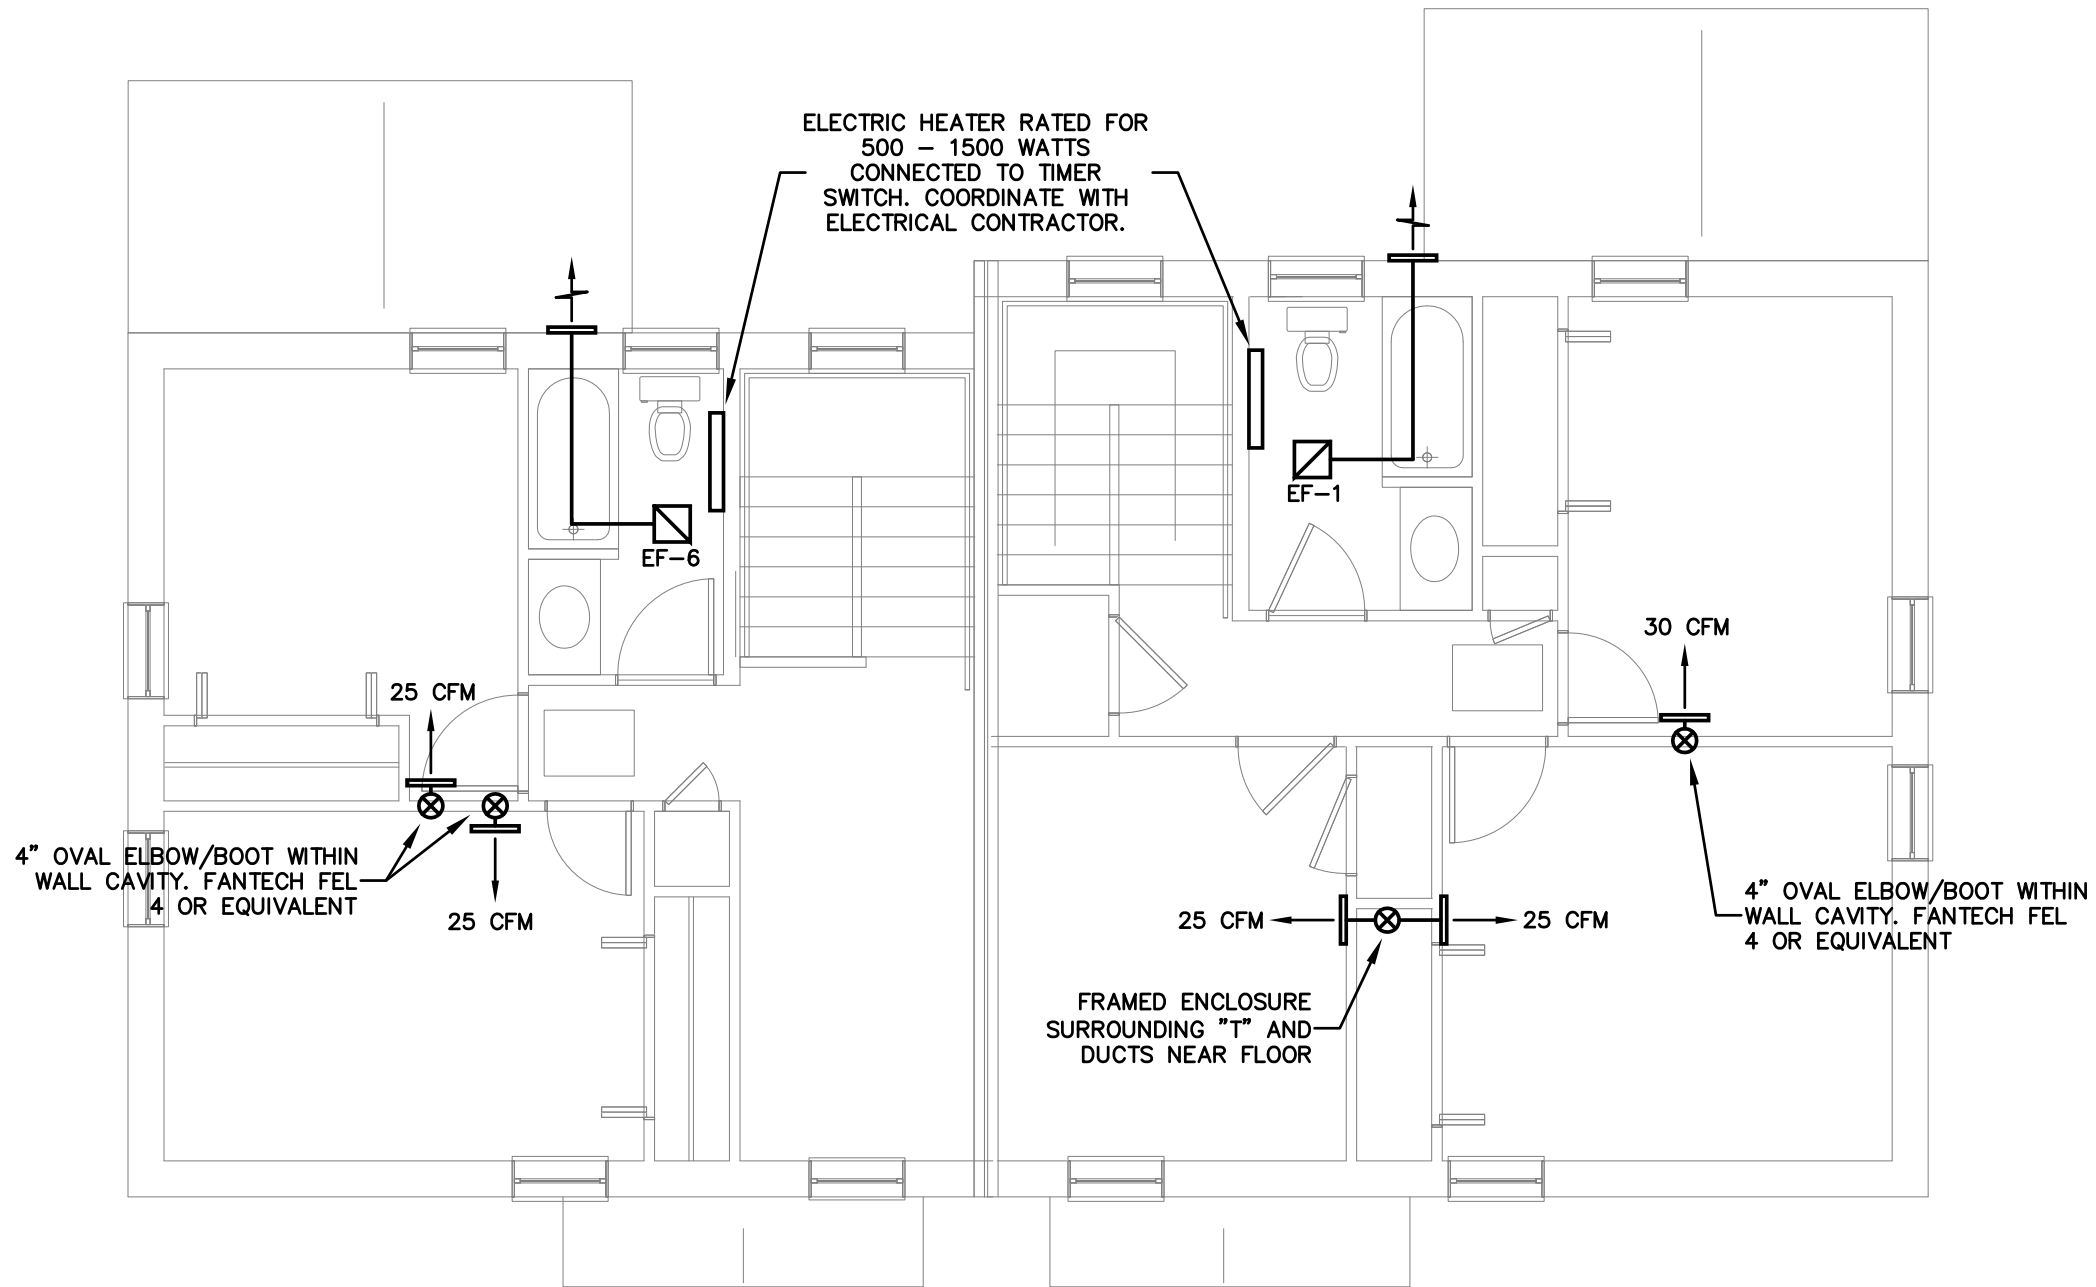 ELECTRIC HEATER RATED FOR
500 – 1500 WATTS
CONNECTED TO TIMER
SWITCH. COORDINATE WITH
ELECTRICAL CONTRACTOR.
EF–1
EF–6
30 CFM
25 CFM
4" OVAL ELBOW/BOOT WITHIN
WALL CAVITY. FANTECH FEL
4 OR EQUIVALENT
25 CFM
25 CFM
25 CFM
4" OVAL ELBOW/BOOT WITHIN
WALL CAVITY. FANTECH FEL
4 OR EQUIVALENT
FRAMED ENCLOSURE
SURROUNDING "T" AND
DUCTS NEAR FLOOR